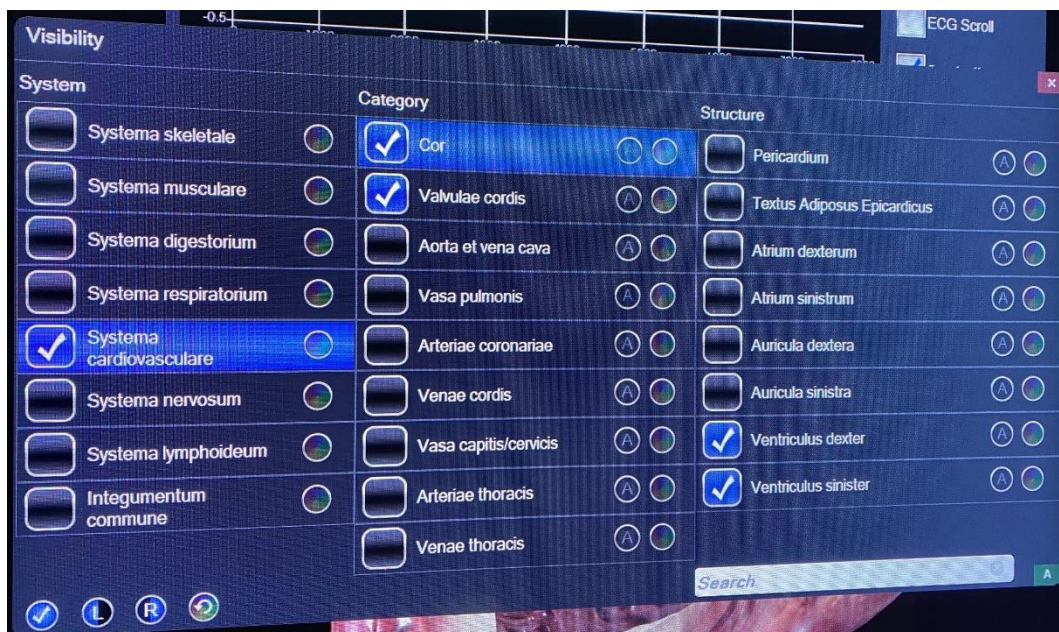 -0.5
ECG Scroll
Visibility
System
Systema skeletale
Systema musculare
Systema digestorium
Systema respiratorium
Systema
cardiovasculare
Systema nervosum
Systema lymphoideum
Integumentum
commune
L
R
Category
Cor
A
Valvulae cordis
A
Aorta et vena cava
A
Vasa pulmonis
A
Arteriae coronariae
A
Venae cordis
A
Vasa capitis/cervicis
A
Arteriae thoracis
A
Venae thoracis
A
Structure
Pericardium
A
Textus Adiposus Epicardicus
A
Atrium dexterum
A
Atrium sinistrum
A
Auricula dextera
A
Auricula sinistra
A
Ventriculus dexter
A
Ventriculus sinister
A
Search
A